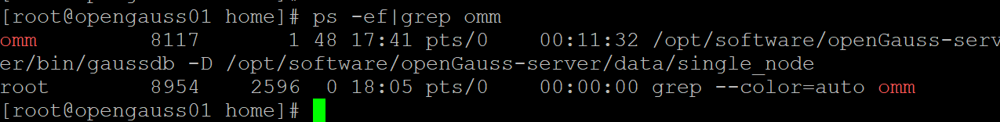 [root@opengauss01 home]# ps -ef|grep omm
omm         8117       1 48 17:41 pts/0    00:11:32 /opt/software/openGauss-serv
er/bin/gaussdb -D /opt/software/openGauss-server/data/single_node
root        8954    2596  0 18:05 pts/0    00:00:00 grep --color=auto omm
[root@opengauss01 home]#